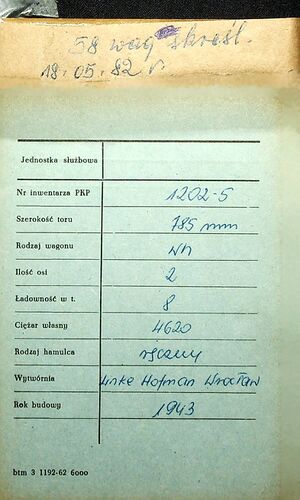 58 wag skreśl.
18.05.82 r.
Jednostka służbowa
Nr inwentarza PKP 1202-5
Szerokość toru 785 mm
Rodzaj wagonu Wh
Ilość osi 2
Ładowność w t. 8
Ciężar własny 4620
Rodzaj hamulca ręczny
Wytwórnia Linke Hofman Wrocław
Rok budowy 1943
btm 3 1192-62 6000